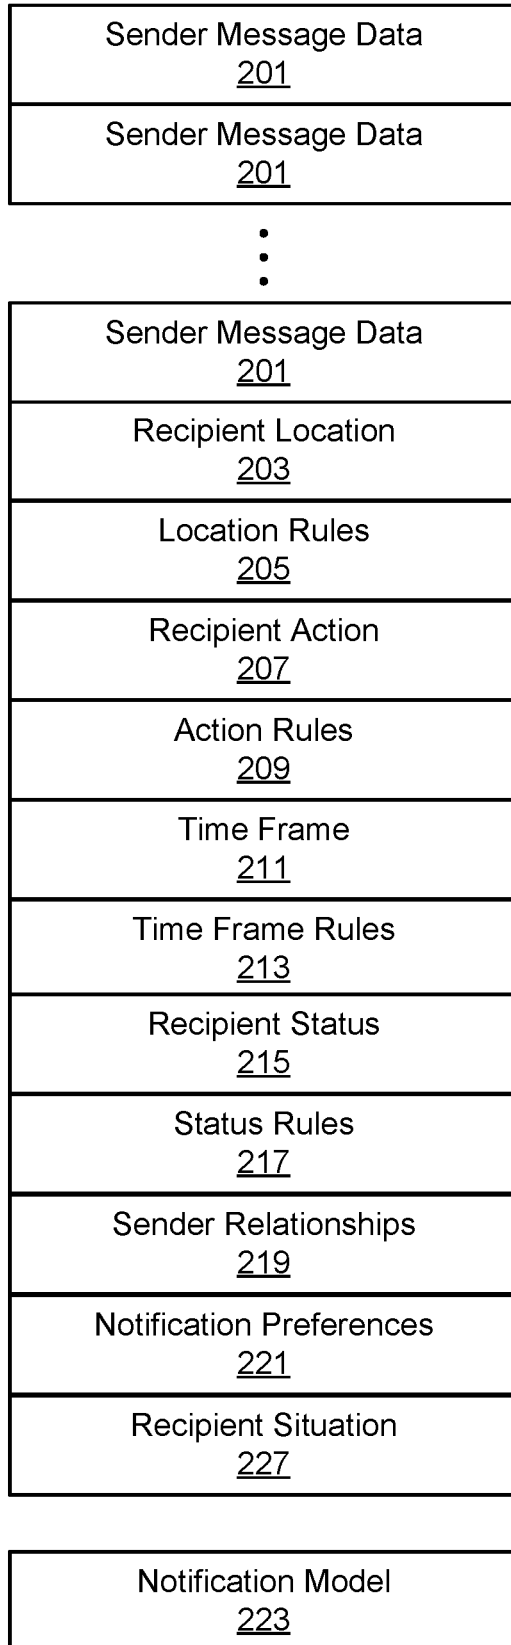 Sender Message Data
201
Sender Message Data
201
Sender Message Data
201
Recipient Location
203
Location Rules
205
Recipient Action
207
Action Rules
209
Time Frame
211
Time Frame Rules
213
Recipient Status
215
Status Rules
217
Sender Relationships
219
Notification Preferences
221
Recipient Situation
227
Notification Model
223